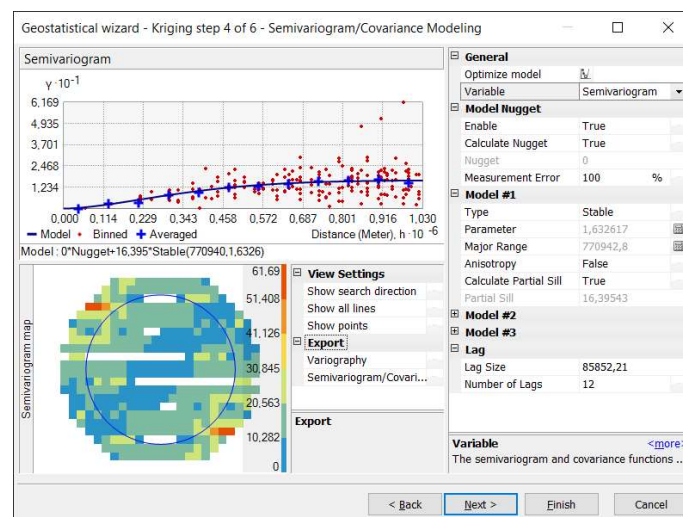 Geostatistical wizard - Kriging step 4 of 6 - Semivariogram/Covariance Modeling
Semivariogram
γ·10⁻¹
6,169
4,935
3,701
2,468
1,234
0,000 0,114 0,229 0,343 0,458 0,572 0,687 0,801 0,916 1,030
Model Binned Averaged Distance (Meter), h·10⁻⁶
Model : 0*Nugget+16,395*Stable(770940,1,6326)
Semivariogram map
61,69
51,408
41,126
30,845
20,563
10,282
0
View Settings
Show search direction
Show all lines
Show points
Export
Variography
Semivariogram/Covari...
Export
General
Optimize model
Variable Semivariogram
Model Nugget
Enable True
Calculate Nugget True
Nugget 0
Measurement Error 100 %
Model #1
Type Stable
Parameter 1,632617
Major Range 770942,8
Anisotropy False
Calculate Partial Sill True
Partial Sill 16,39543
Model #2
Model #3
Lag
Lag Size 85852,21
Number of Lags 12
Variable <more>
The semivariogram and covariance functions ...
< Back Next > Finish Cancel